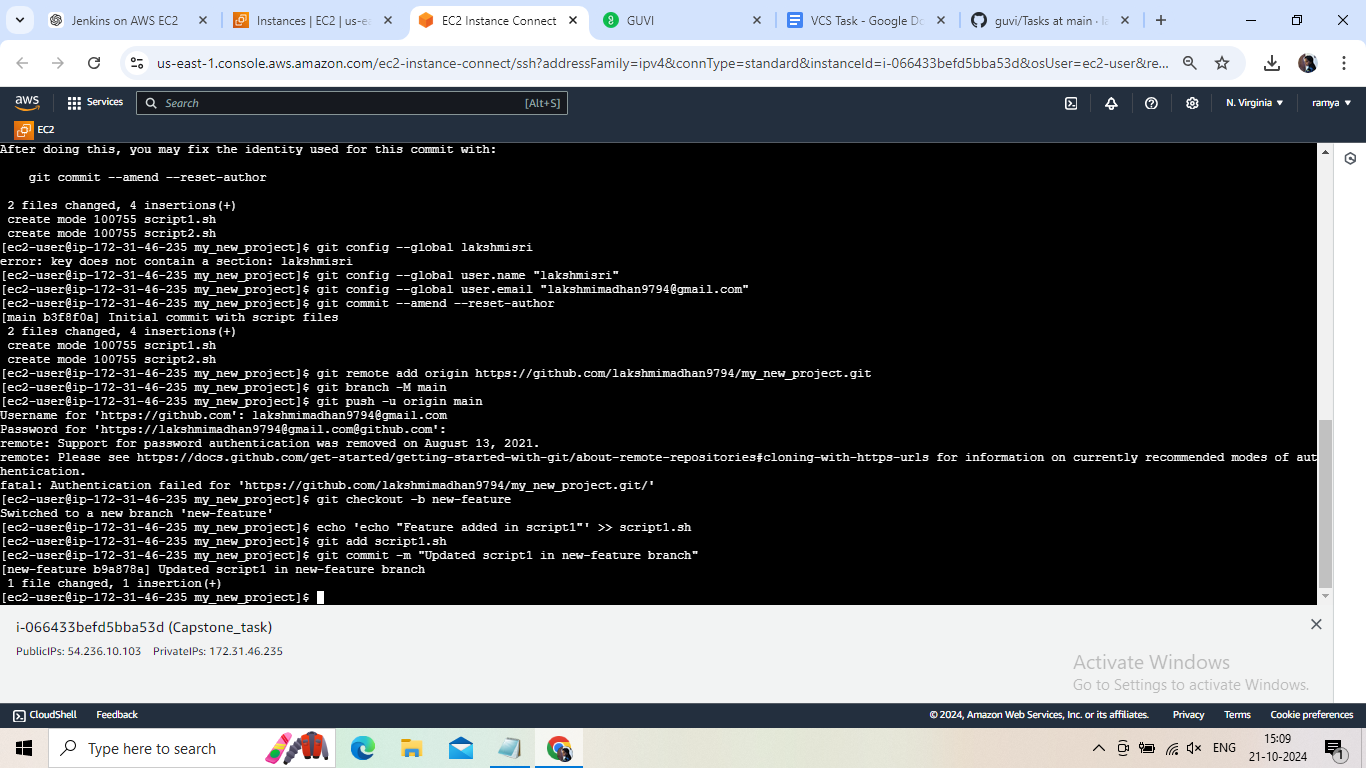 Jenkins on AWS EC2
Instances | EC2 | us-ea
EC2 Instance Connect
GUVI
VCS Task - Google Do
guvi/Tasks at main · la
us-east-1.console.aws.amazon.com/ec2-instance-connect/ssh?addressFamily=ipv4&connType=standard&instanceId=i-066433befd5bba53d&osUser=ec2-user&re...
aws
Services
Search
[Alt+S]
N. Virginia
ramya
EC2
After doing this, you may fix the identity used for this commit with:
git commit --amend --reset-author
2 files changed, 4 insertions(+)
create mode 100755 script1.sh
create mode 100755 script2.sh
[ec2-user@ip-172-31-46-235 my_new_project]$ git config --global lakshmisri
error: key does not contain a section: lakshmisri
[ec2-user@ip-172-31-46-235 my_new_project]$ git config --global user.name "lakshmisri"
[ec2-user@ip-172-31-46-235 my_new_project]$ git config --global user.email "lakshmimadhan9794@gmail.com"
[ec2-user@ip-172-31-46-235 my_new_project]$ git commit --amend --reset-author
[main b3f8f0a] Initial commit with script files
2 files changed, 4 insertions(+)
create mode 100755 script1.sh
create mode 100755 script2.sh
[ec2-user@ip-172-31-46-235 my_new_project]$ git remote add origin https://github.com/lakshmimadhan9794/my_new_project.git
[ec2-user@ip-172-31-46-235 my_new_project]$ git branch -M main
[ec2-user@ip-172-31-46-235 my_new_project]$ git push -u origin main
Username for 'https://github.com': lakshmimadhan9794@gmail.com
Password for 'https://lakshmimadhan9794@gmail.com@github.com':
remote: Support for password authentication was removed on August 13, 2021.
remote: Please see https://docs.github.com/get-started/getting-started-with-git/about-remote-repositories#cloning-with-https-urls for information on currently recommended modes of aut
hentication.
fatal: Authentication failed for 'https://github.com/lakshmimadhan9794/my_new_project.git/'
[ec2-user@ip-172-31-46-235 my_new_project]$ git checkout -b new-feature
Switched to a new branch 'new-feature'
[ec2-user@ip-172-31-46-235 my_new_project]$ echo 'echo "Feature added in script1"' >> script1.sh
[ec2-user@ip-172-31-46-235 my_new_project]$ git add script1.sh
[ec2-user@ip-172-31-46-235 my_new_project]$ git commit -m "Updated script1 in new-feature branch"
[new-feature b9a878a] Updated script1 in new-feature branch
1 file changed, 1 insertion(+)
[ec2-user@ip-172-31-46-235 my_new_project]$
i-066433befd5bba53d (Capstone_task)
PublicIPs: 54.236.10.103 PrivateIPs: 172.31.46.235
Activate Windows
Go to Settings to activate Windows.
CloudShell
Feedback
© 2024, Amazon Web Services, Inc. or its affiliates.
Privacy
Terms
Cookie preferences
Type here to search
ENG
15:09
21-10-2024
1